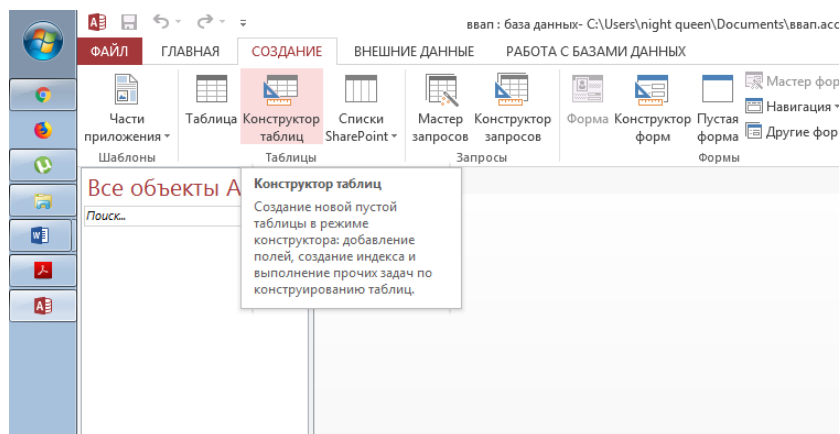 ввап : база данных- C:\Users\night queen\Documents\ввап.acc
ФАЙЛ ГЛАВНАЯ СОЗДАНИЕ ВНЕШНИЕ ДАННЫЕ РАБОТА С БАЗАМИ ДАННЫХ
Части приложения
Таблица
Конструктор таблиц
Списки SharePoint
Мастер запросов
Конструктор запросов
Форма
Конструктор форм
Пустая форма
Мастер фор
Навигация
Другие фор
Шаблоны Таблицы Запросы Формы
Все объекты A
Поиск...
Конструктор таблиц
Создание новой пустой
таблицы в режиме
конструктора: добавление
полей, создание индекса и
выполнение прочих задач по
конструированию таблиц.